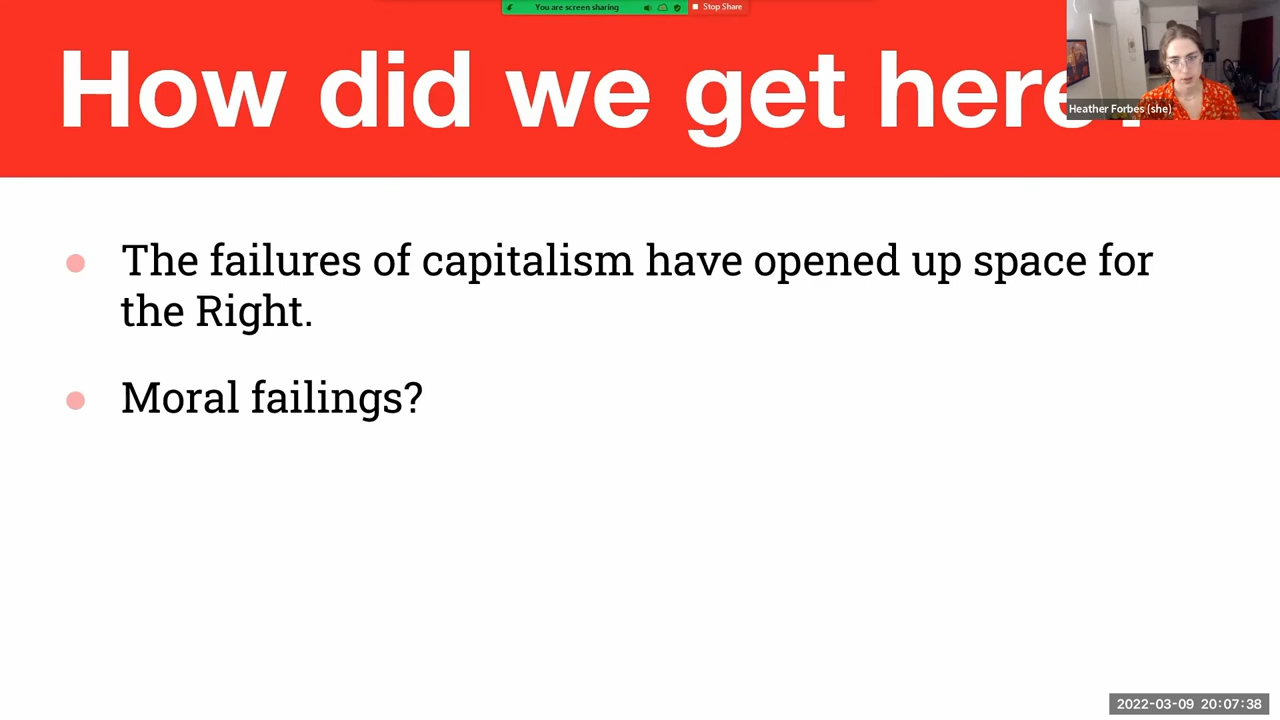 You are screen sharing
Stop Share
How did we get here?
Heather Forbes (she)
The failures of capitalism have opened up space for
the Right.
Moral failings?
2022-03-09 20:07:38